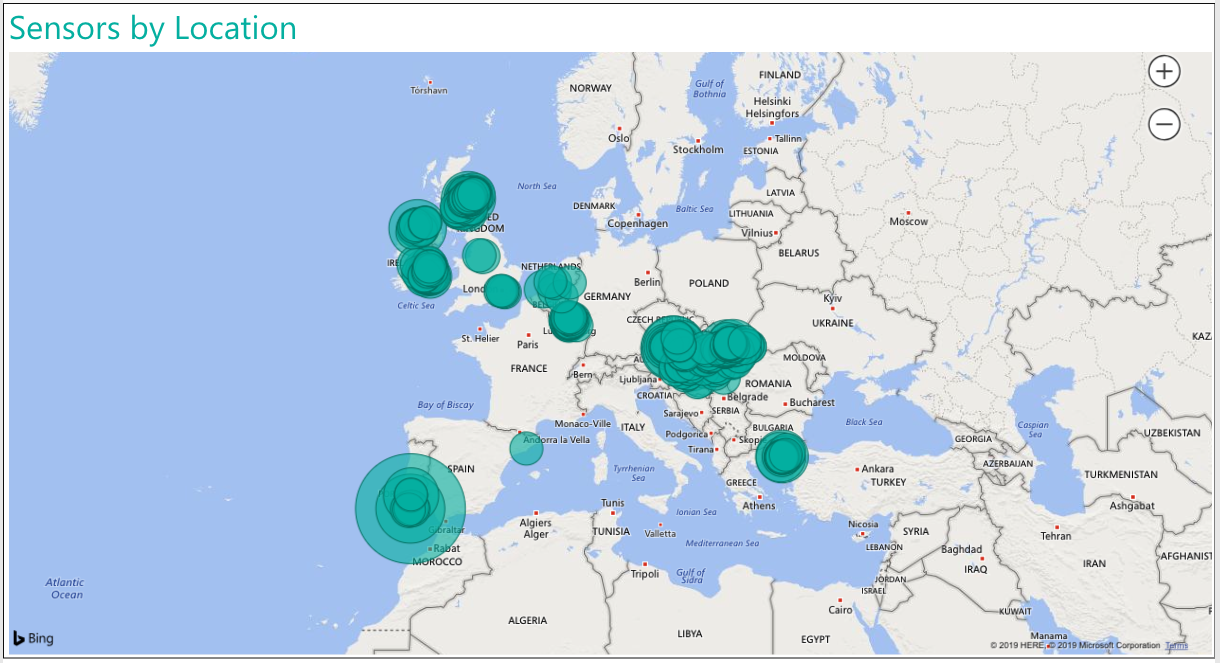 Sensors by Location
Tórshavn
NORWAY
Gulf of
Bothnia
FINLAND
Helsinki
Helsingfors
Oslo
Stockholm
Tallinn
ESTONIA
North Sea
LATVIA
DENMARK
Baltic Sea
LITHUANIA
Copenhagen
Vilnius
Moscow
BELARUS
NETHERLANDS
Berlin
POLAND
GERMANY
Celtic Sea
Kyiv
UKRAINE
St. Helier
Paris
MOLDOVA
FRANCE
Bern
Ljubljana
ROMANIA
CROATIA
Belgrade
Bucharest
Bay of Biscay
Sarajevo
SERBIA
Black Sea
Caspian
Sea
Monaco-Ville
ITALY
Podgorica
BULGARIA
Andorra la Vella
Tirana
GEORGIA
UZBEKISTAN
AZERBAIJAN
SPAIN
Tyrrhenian
Sea
GREECE
Ankara
TURKEY
TURKMENISTAN
Athens
Ashgabat
Tunis
Ionian Sea
Gibraltar
Algiers
Alger
TUNISIA
Valletta
Nicosia
SYRIA
Tehran
Rabat
MOROCCO
Mediterranean Sea
LEBANON
Baghdad
IRAQ
IRAN
Tripoli
Gulf of
Sidra
JORDAN
ISRAEL
Atlantic
Ocean
Cairo
KUWAIT
ALGERIA
LIBYA
EGYPT
Manama
Bing
© 2019 HERE, © 2019 Microsoft Corporation Terms